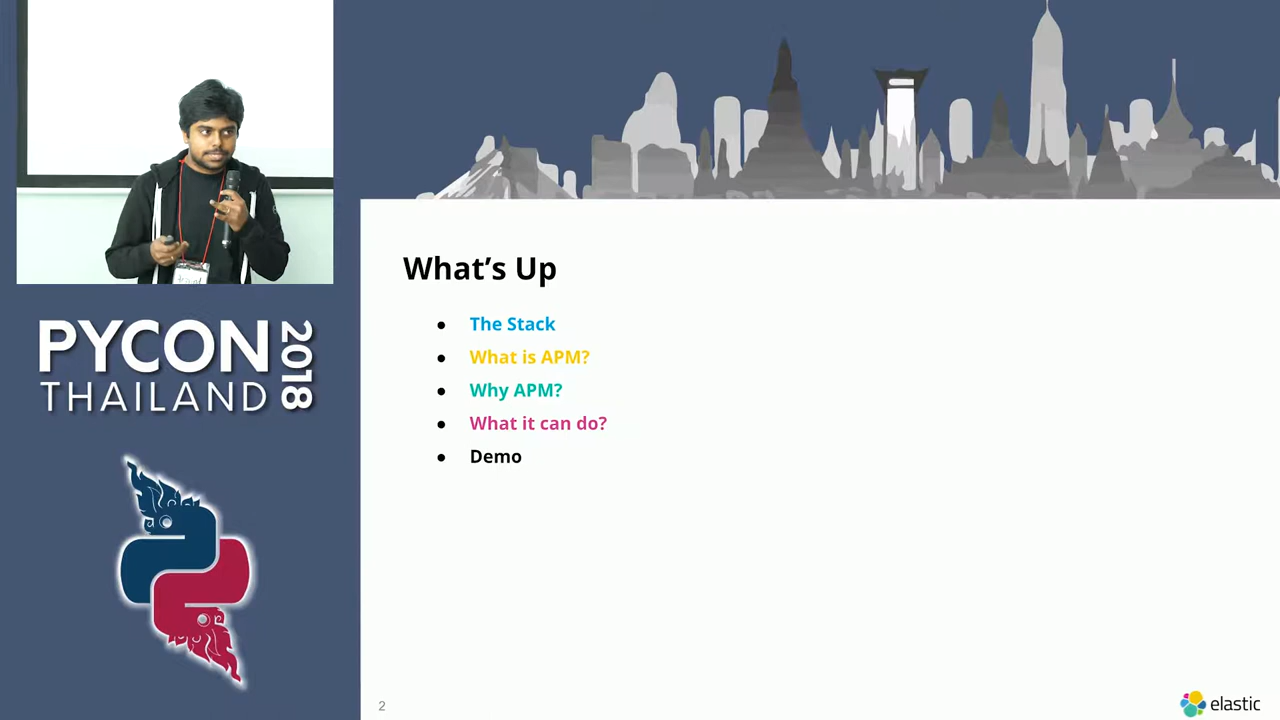 PYCON
THAILAND
2018
What's Up
● The Stack
● What is APM?
● Why APM?
● What it can do?
● Demo
2
elastic